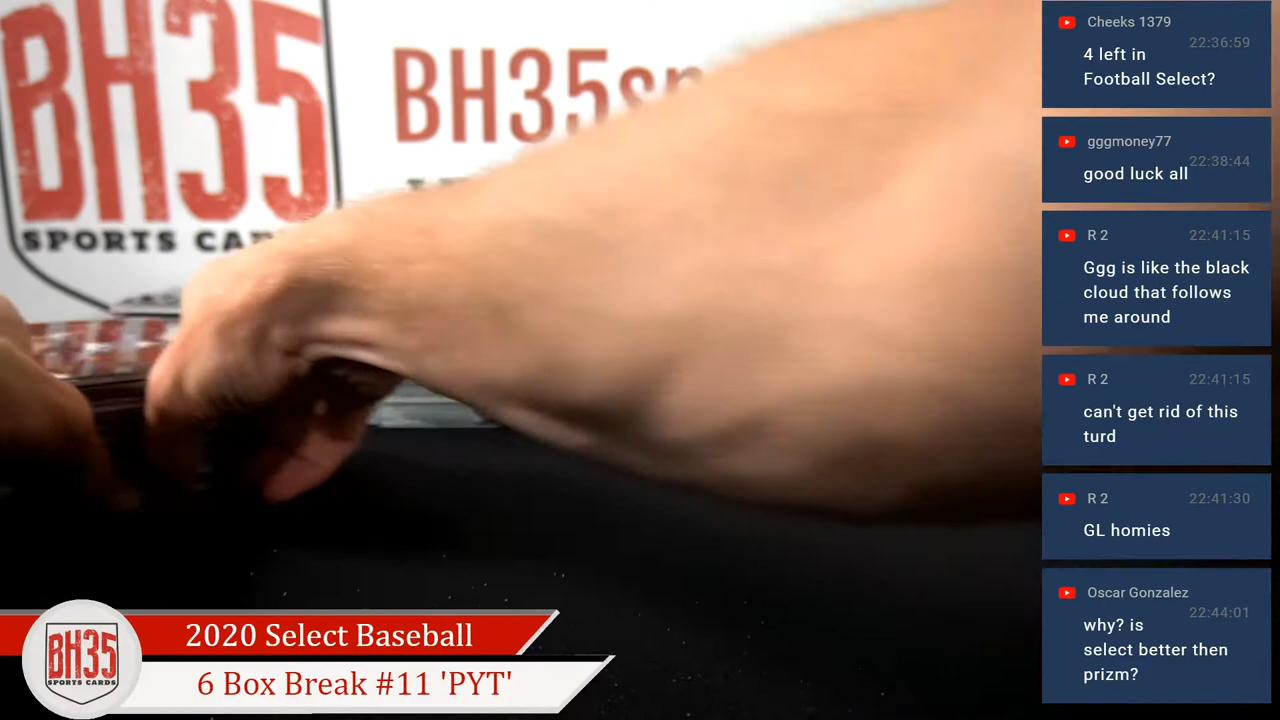 BH35
SPORTS
BH35
Cheeks 1379
22:36:59
4 left in
Football Select?
gggmoney77
22:38:44
good luck all
R 2
22:41:15
Ggg is like the black
cloud that follows
me around
R 2
22:41:15
can't get rid of this
turd
R 2
22:41:30
GL homies
Oscar Gonzalez
22:44:01
why? is
select better then
prizm?
BH35
SPORTS CARDS
2020 Select Baseball
6 Box Break #11 'PYT'